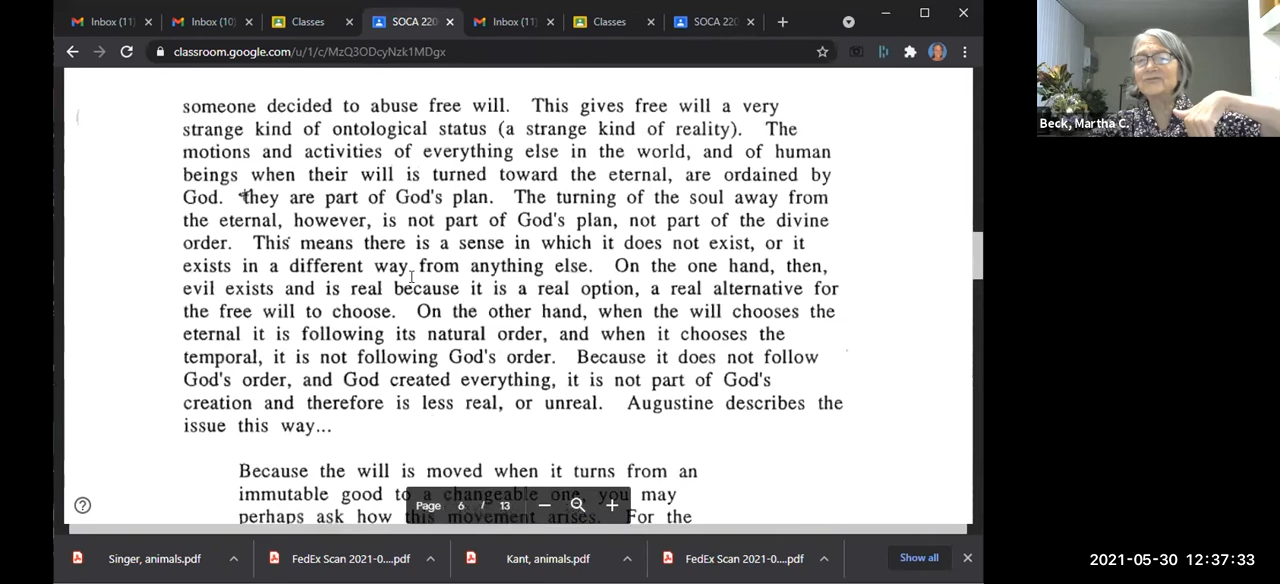 Inbox (11)
Inbox (10)
Classes
SOCA 220
Inbox (11)
Classes
SOCA 220
classroom.google.com/u/1/c/MzQ3ODcyNzk1MDgx
Beck, Martha C.
someone decided to abuse free will. This gives free will a very
strange kind of ontological status (a strange kind of reality). The
motions and activities of everything else in the world, and of human
beings when their will is turned toward the eternal, are ordained by
God. they are part of God's plan. The turning of the soul away from
the eternal, however, is not part of God's plan, not part of the divine
order. This means there is a sense in which it does not exist, or it
exists in a different way from anything else. On the one hand, then,
evil exists and is real because it is a real option, a real alternative for
the free will to choose. On the other hand, when the will chooses the
eternal it is following its natural order, and when it chooses the
temporal, it is not following God's order. Because it does not follow
God's order, and God created everything, it is not part of God's
creation and therefore is less real, or unreal. Augustine describes the
issue this way...
Because the will is moved when it turns from an
immutable good to a changeable one, you may
perhaps ask how this movement arises. For the
Page 6 / 13
Singer, animals.pdf
FedEx Scan 2021-0....pdf
Kant, animals.pdf
FedEx Scan 2021-0....pdf
Show all
2021-05-30 12:37:33